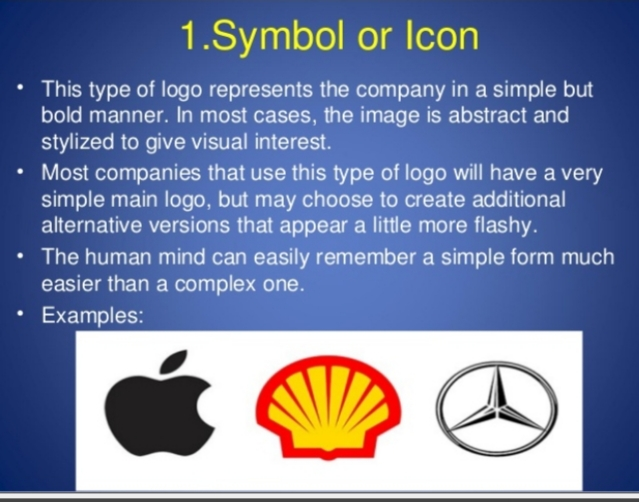 1.Symbol or Icon
• This type of logo represents the company in a simple but
bold manner. In most cases, the image is abstract and
stylized to give visual interest.
• Most companies that use this type of logo will have a very
simple main logo, but may choose to create additional
alternative versions that appear a little more flashy.
• The human mind can easily remember a simple form much
easier than a complex one.
• Examples: